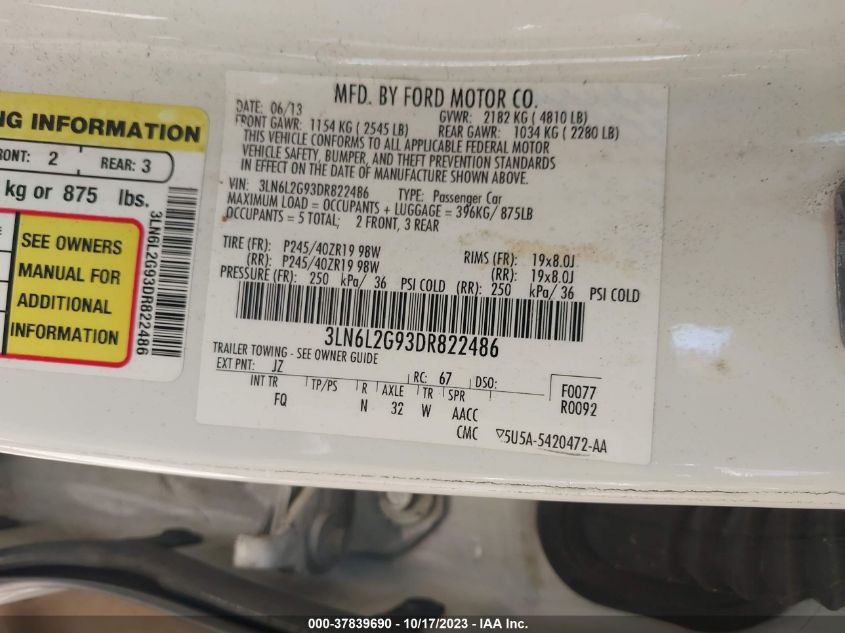 NG INFORMATION
RONT: 2 REAR: 3
kg or 875 lbs.
SEE OWNERS
MANUAL FOR
ADDITIONAL
INFORMATION
3LN6L2G93DR822486
MFD. BY FORD MOTOR CO.
DATE: 06/13 GVWR: 2182 KG ( 4810 LB)
FRONT GAWR: 1154 KG ( 2545 LB) REAR GAWR: 1034 KG ( 2280 LB)
THIS VEHICLE CONFORMS TO ALL APPLICABLE FEDERAL MOTOR
VEHICLE SAFETY, BUMPER, AND THEFT PREVENTION STANDARDS
IN EFFECT ON THE DATE OF MANUFACTURE SHOWN ABOVE.
VIN: 3LN6L2G93DR822486 TYPE: Passenger Car
MAXIMUM LOAD = OCCUPANTS + LUGGAGE = 396KG/ 875LB
OCCUPANTS = 5 TOTAL; 2 FRONT, 3 REAR
TIRE (FR): P245/40ZR19 98W RIMS (FR): 19x8.0J
(RR): P245/40ZR19 98W (RR): 19x8.0J
PRESSURE (FR): 250 kPa/ 36 PSI COLD (RR): 250 kPa/ 36 PSI COLD
3LN6L2G93DR822486
TRAILER TOWING - SEE OWNER GUIDE
EXT PNT: JZ RC: 67 DSO: F0077
INT TR TP/PS R AXLE TR SPR R0092
FQ N 32 W AACC
CMC 5U5A-5420472-AA
000-37839690 - 10/17/2023 - IAA Inc.